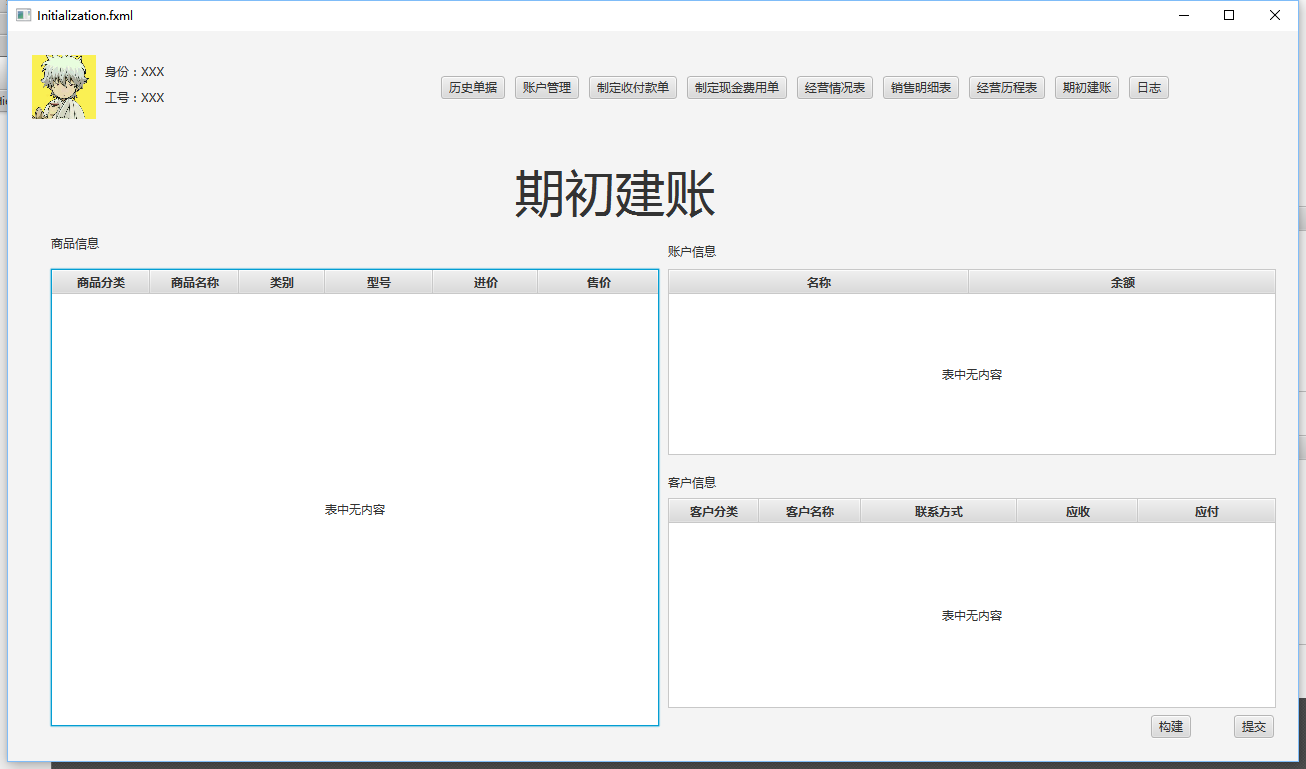 Initialization.fxml
身份：XXX
工号：XXX
历史单据 账户管理 制定收付款单 制定现金费用单 经营情况表 销售明细表 经营历程表 期初建账 日志
期初建账
商品信息
商品分类 商品名称 类别 型号 进价 售价
表中无内容
账户信息
名称 余额
表中无内容
客户信息
客户分类 客户名称 联系方式 应收 应付
表中无内容
构建 提交